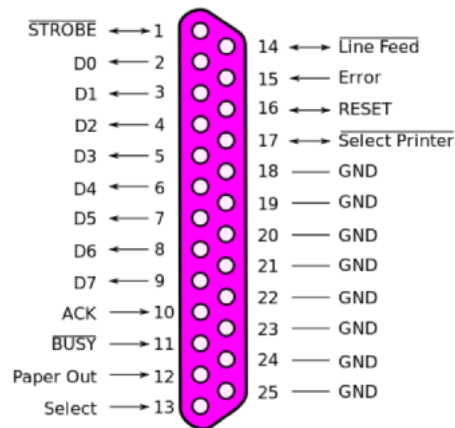 STROBE 1
D0 2
D1 3
D2 4
D3 5
D4 6
D5 7
D6 8
D7 9
ACK 10
BUSY 11
Paper Out 12
Select 13
14 Line Feed
15 Error
16 RESET
17 Select Printer
18 GND
19 GND
20 GND
21 GND
22 GND
23 GND
24 GND
25 GND